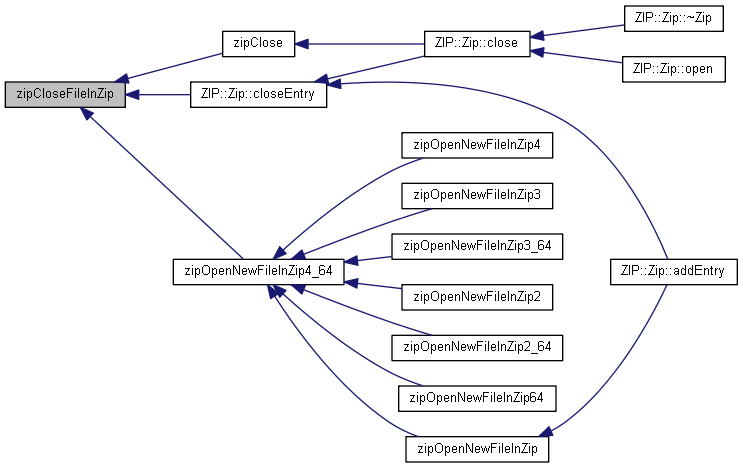 ZIP::Zip::~Zip
zipClose
ZIP::Zip::close
ZIP::Zip::open
zipCloseFileInZip
ZIP::Zip::closeEntry
zipOpenNewFileInZip4
zipOpenNewFileInZip3
zipOpenNewFileInZip3_64
zipOpenNewFileInZip4_64
ZIP::Zip::addEntry
zipOpenNewFileInZip2
zipOpenNewFileInZip2_64
zipOpenNewFileInZip64
zipOpenNewFileInZip